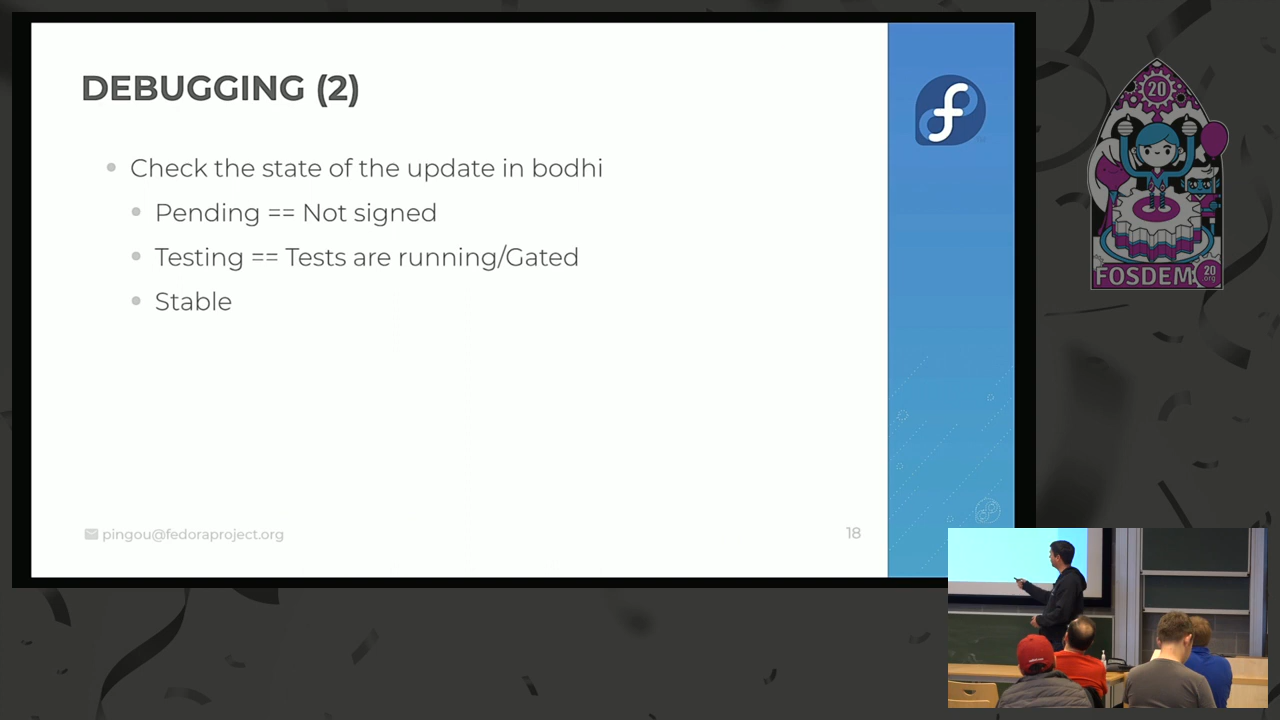 DEBUGGING (2)
Check the state of the update in bodhi
Pending == Not signed
Testing == Tests are running/Gated
Stable
pingou@fedoraproject.org
18
20
FOSDEM
20
org